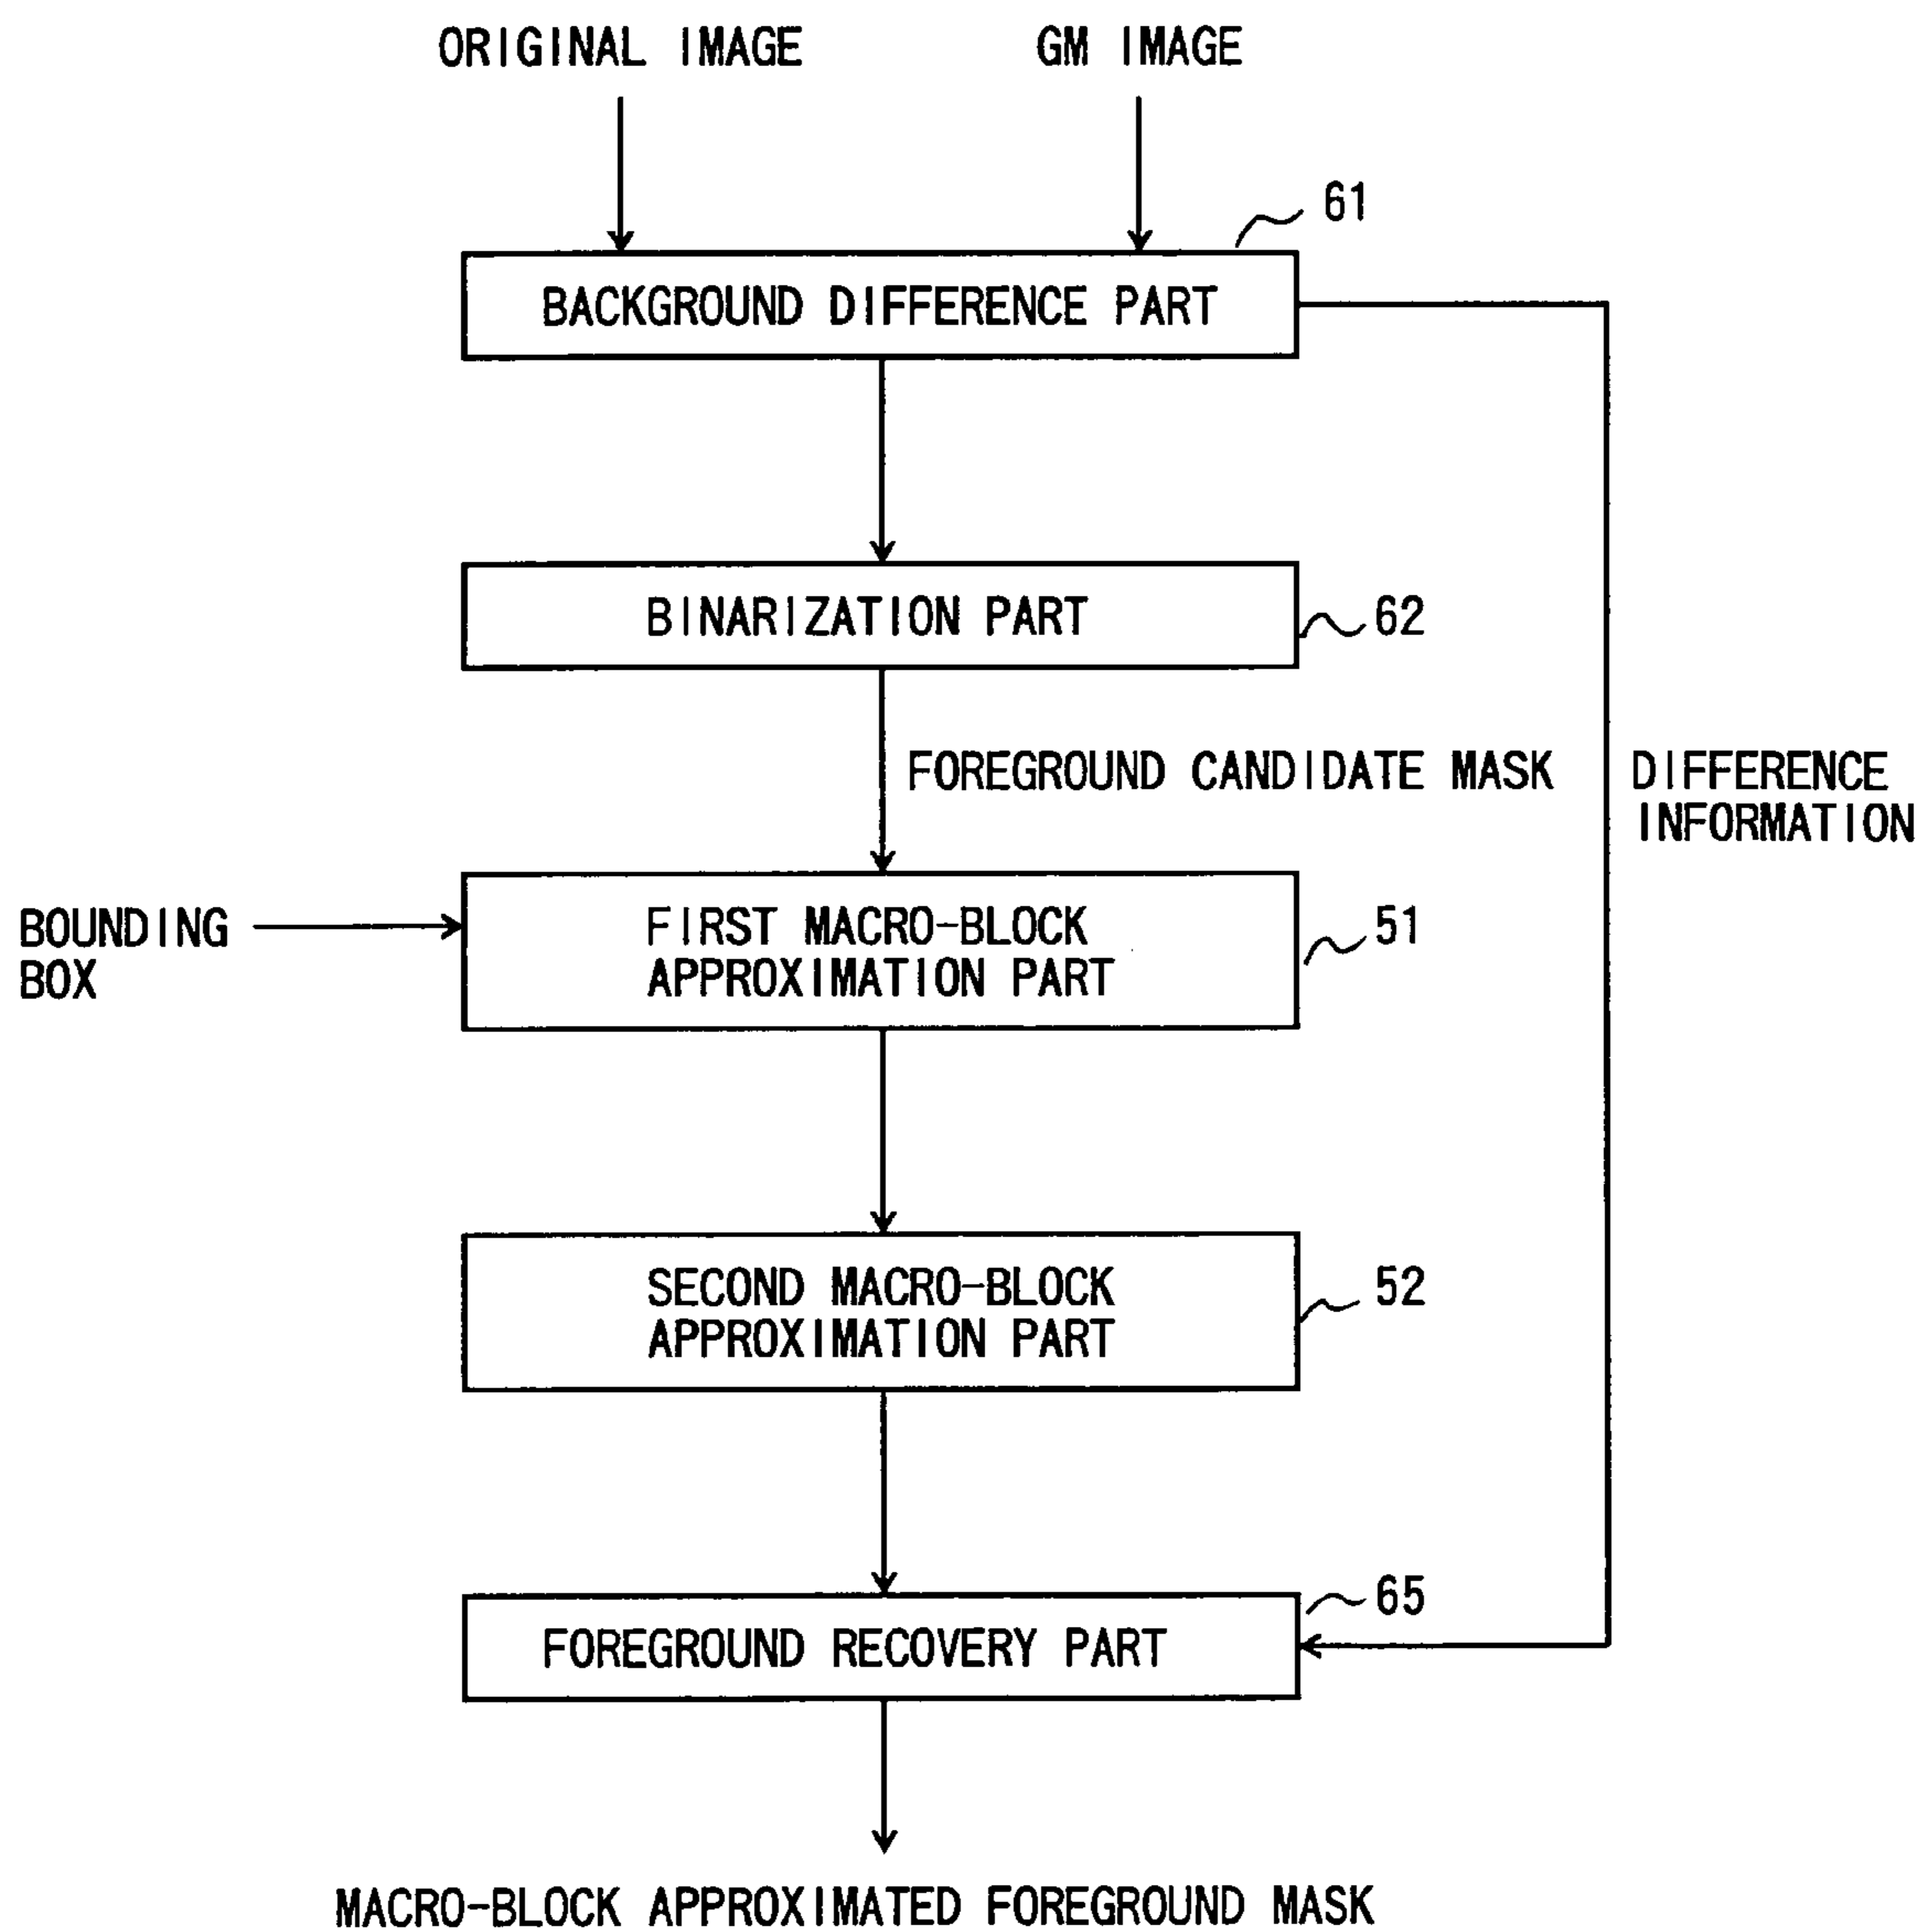 ORIGINAL IMAGE
GM IMAGE
61
BACKGROUND DIFFERENCE PART
BINARIZATION PART
62
FOREGROUND CANDIDATE MASK
DIFFERENCE
INFORMATION
BOUNDING
BOX
FIRST MACRO-BLOCK
APPROXIMATION PART
51
SECOND MACRO-BLOCK
APPROXIMATION PART
52
65
FOREGROUND RECOVERY PART
MACRO-BLOCK APPROXIMATED FOREGROUND MASK